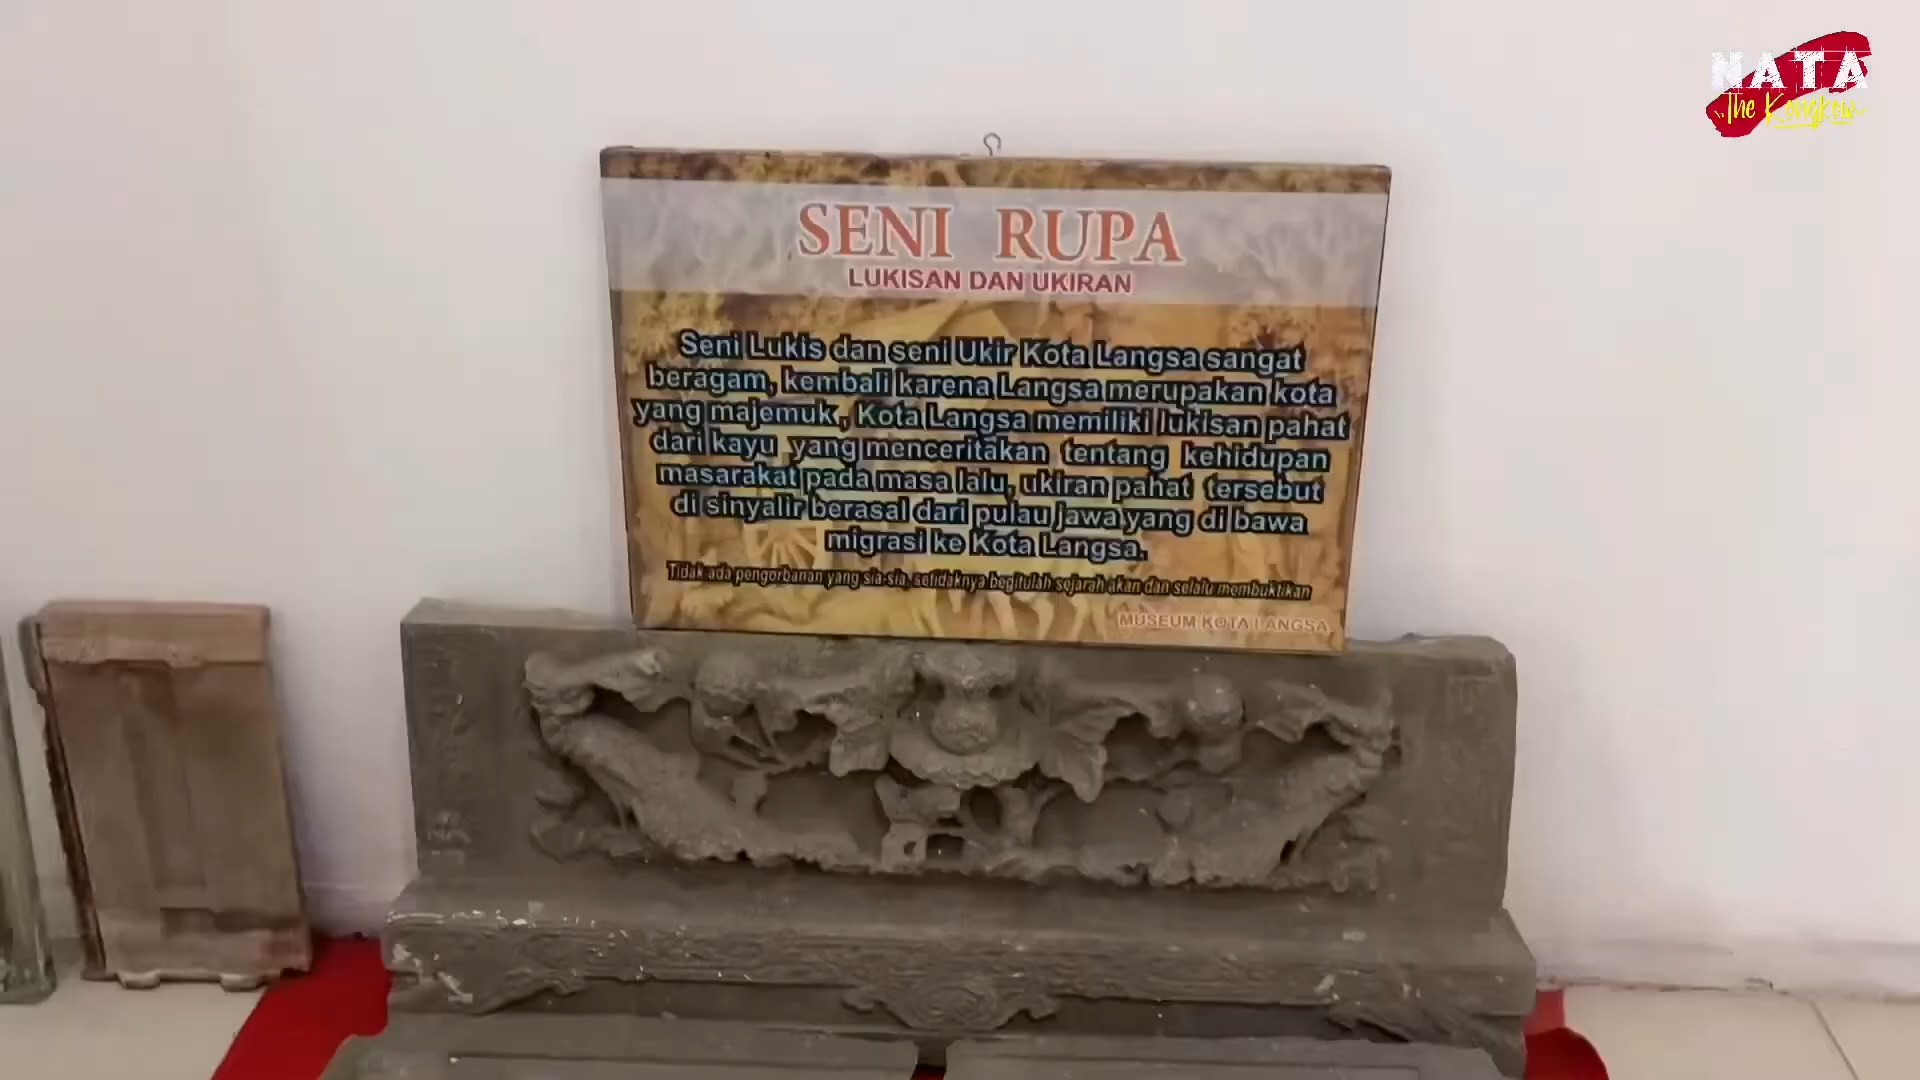 NATA
The Kongkow
SENI RUPA
LUKISAN DAN UKIRAN
Seni Lukis dan seni Ukir Kota Langsa sangat
beragam, kembali karena Langsa merupakan kota
yang majemuk, Kota Langsa memiliki lukisan pahat
dari kayu yang menceritakan tentang kehidupan
masarakat pada masa lalu, ukiran pahat tersebut
di sinyalir berasal dari pulau jawa yang di bawa
migrasi ke Kota Langsa.
Tidak ada pengorbanan yang sia-sia, setidaknya begitulah sejarah akan dan selalu membuktikan
MUSEUM KOTA LANGSA